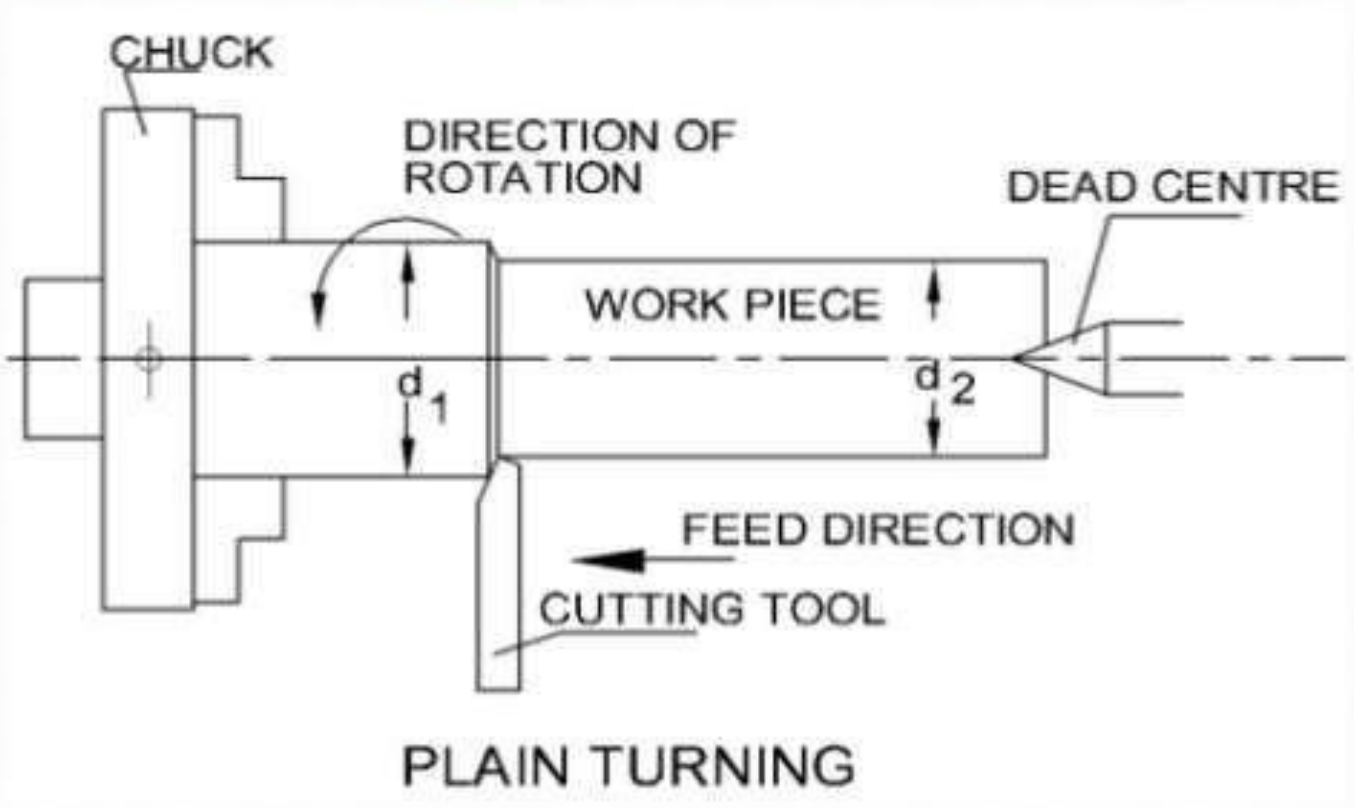 CHUCK
DIRECTION OF
ROTATION
DEAD CENTRE
WORK PIECE
d1
d2
FEED DIRECTION
CUTTING TOOL
PLAIN TURNING